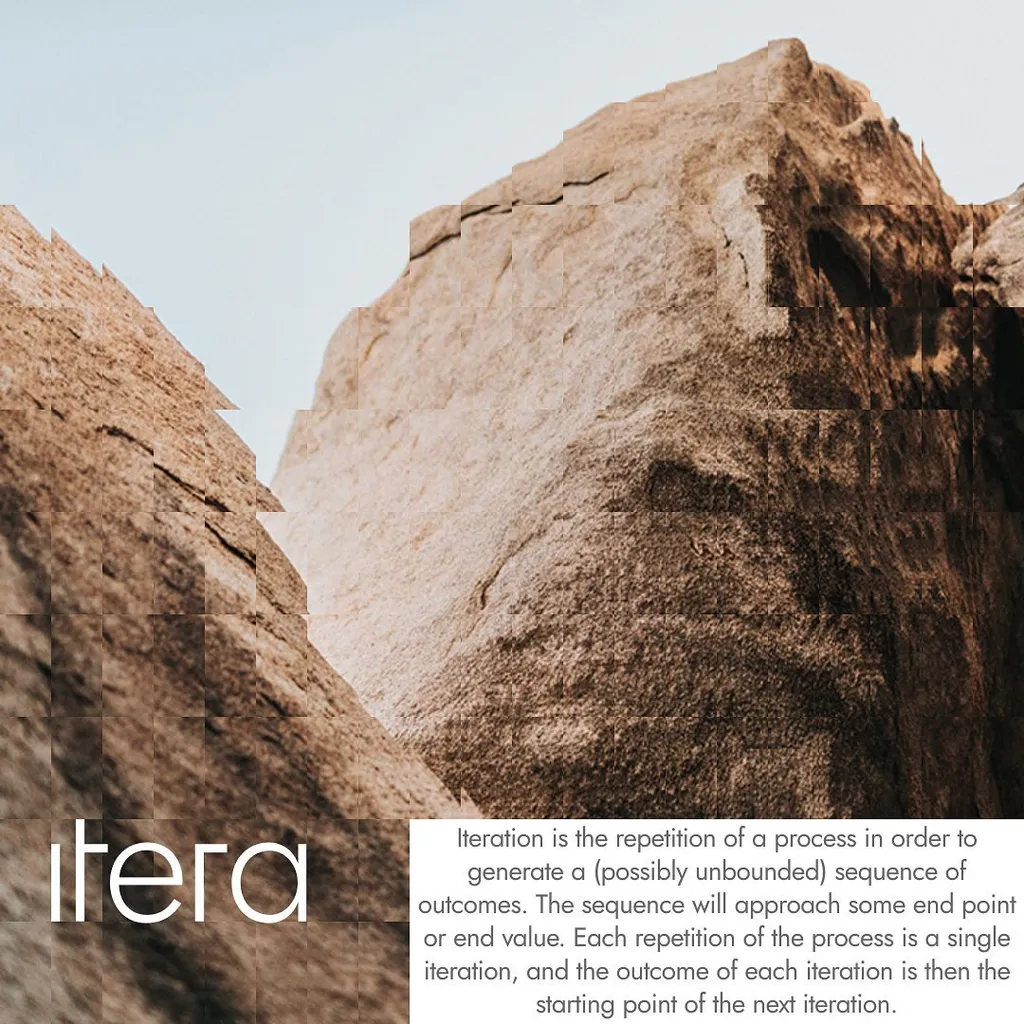 itera
Iteration is the repetition of a process in order to
generate a (possibly unbounded) sequence of
outcomes. The sequence will approach some end point
or end value. Each repetition of the process is a single
iteration, and the outcome of each iteration is then the
starting point of the next iteration.